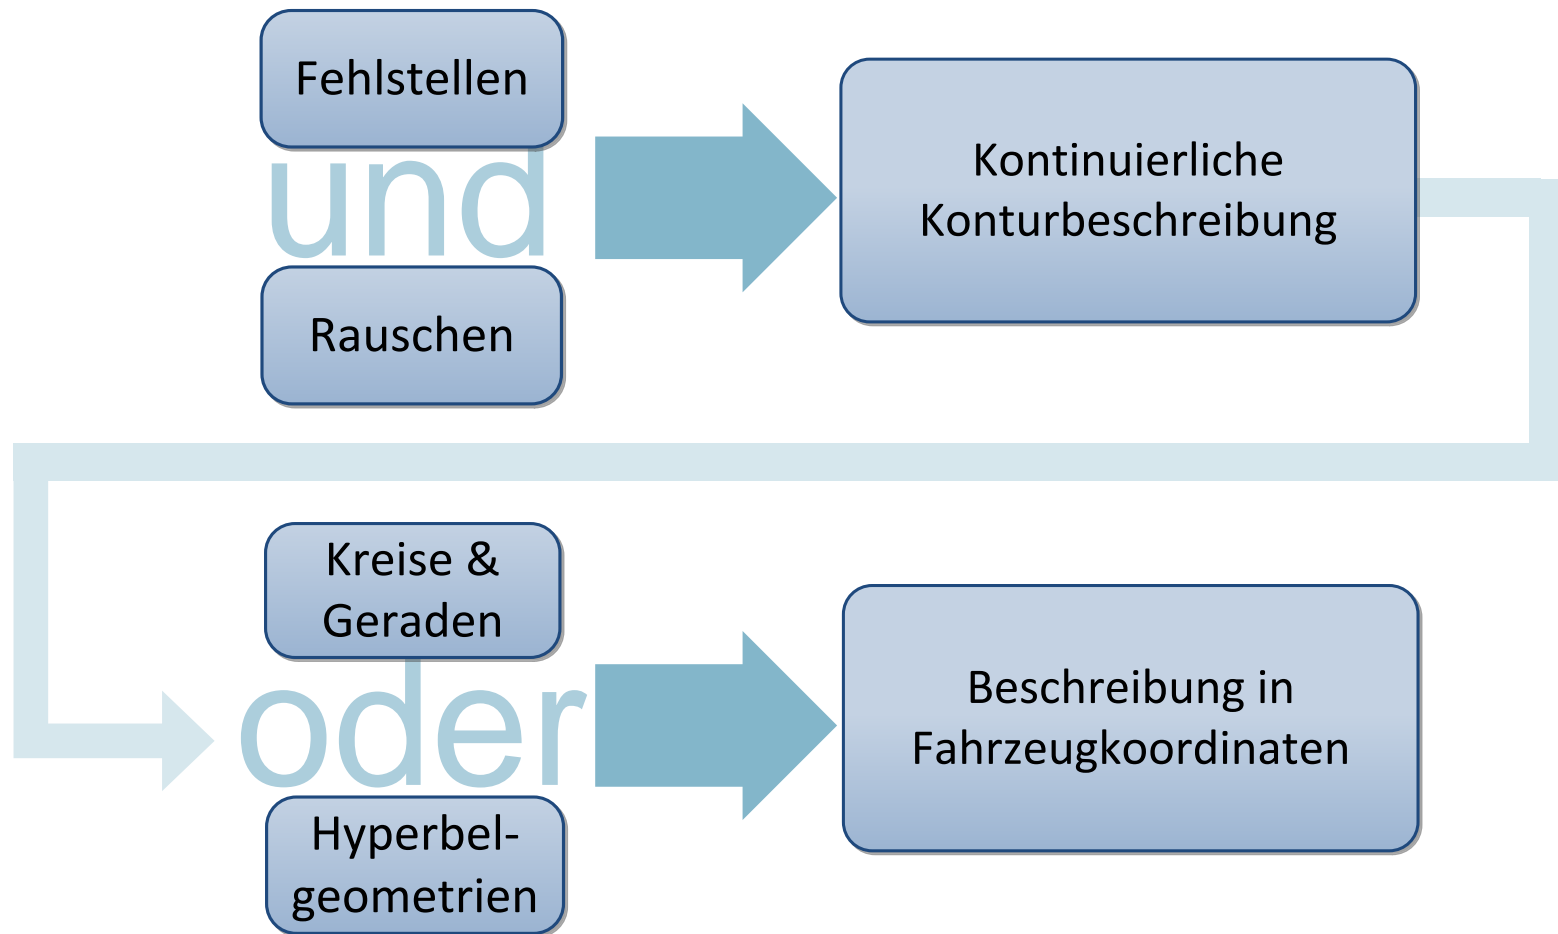 Fehlstellen
und
Rauschen
Kontinuierliche
Konturbeschreibung
Kreise &
Geraden
oder
Hyperbel-
geometrien
Beschreibung in
Fahrzeugkoordinaten